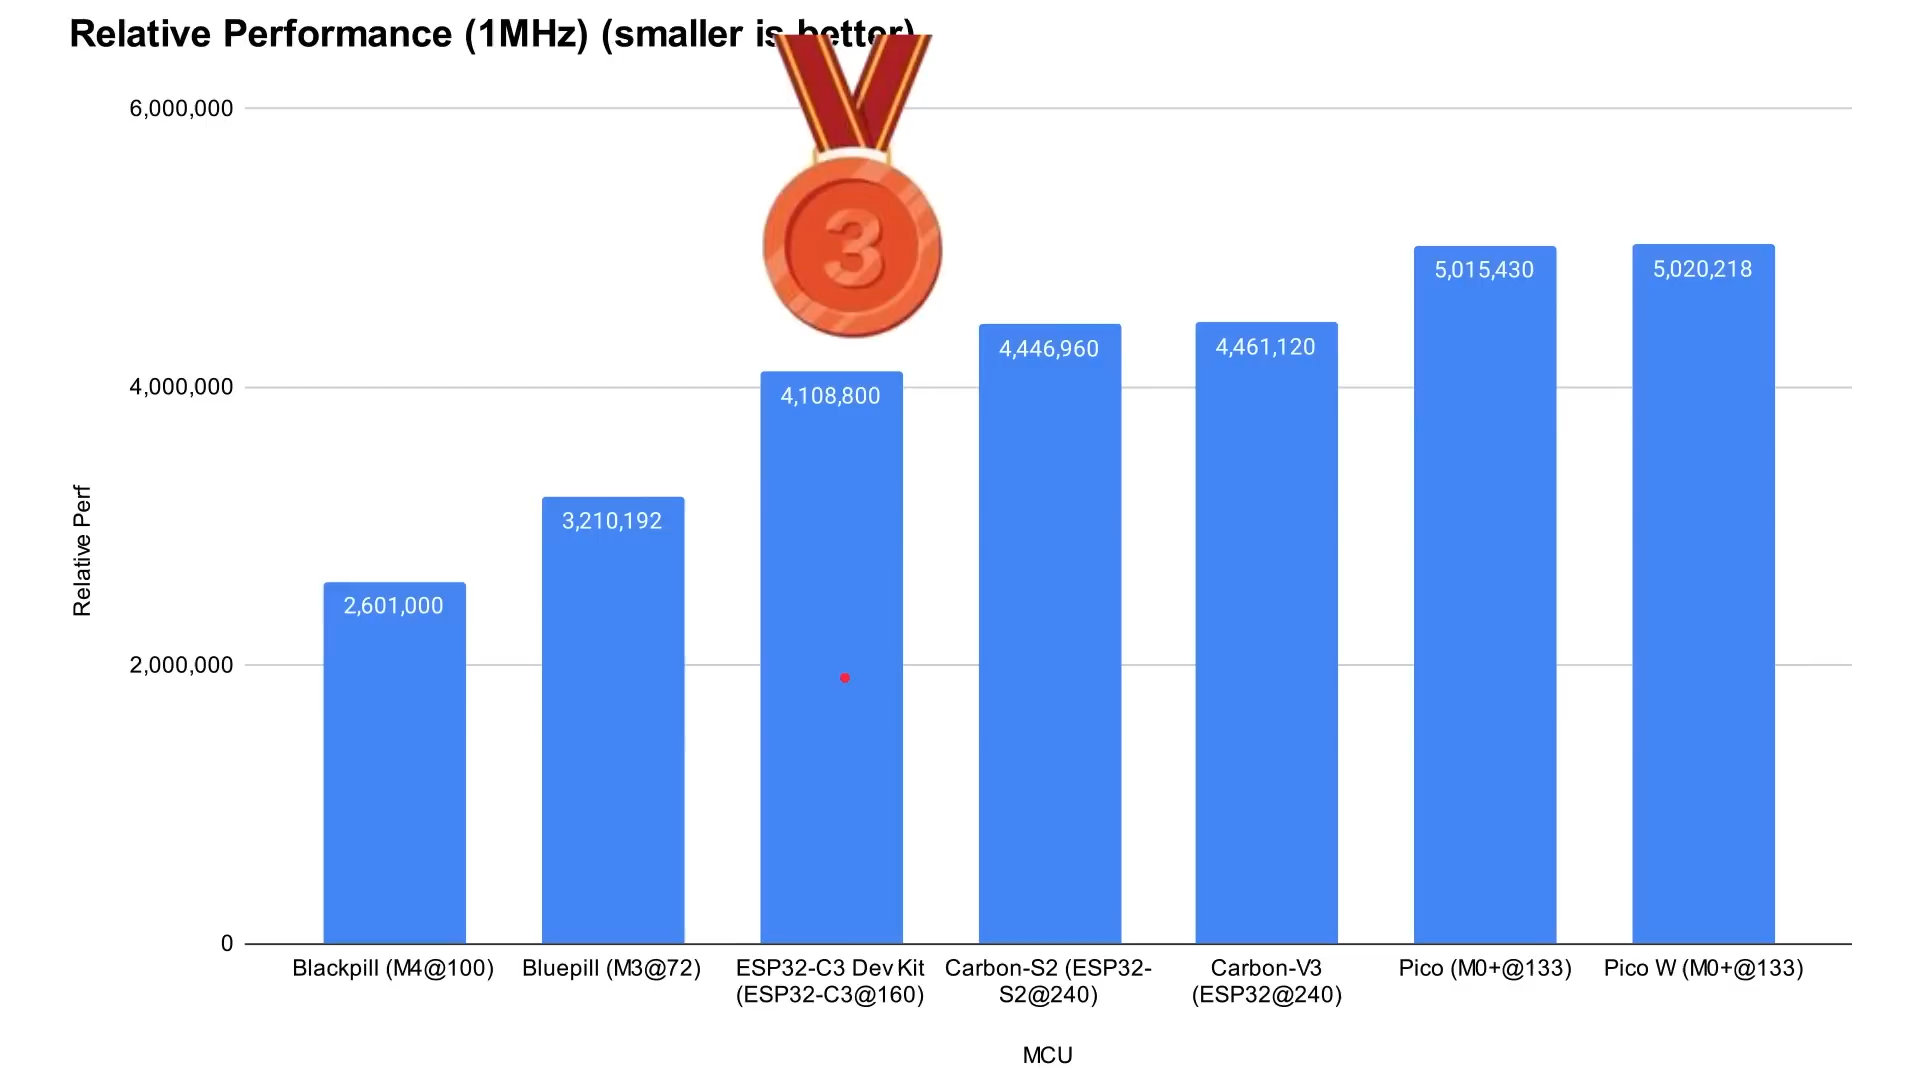 Relative Performance (1MHz) (smaller is better)
6,000,000
3
5,015,430
5,020,218
4,446,960
4,461,120
4,000,000
4,108,800
3,210,192
Relative Perf
2,601,000
2,000,000
0
Blackpill (M4@100)
Bluepill (M3@72)
ESP32-C3 Dev Kit
(ESP32-C3@160)
Carbon-S2 (ESP32-
S2@240)
Carbon-V3
(ESP32@240)
Pico (M0+@133)
Pico W (M0+@133)
MCU